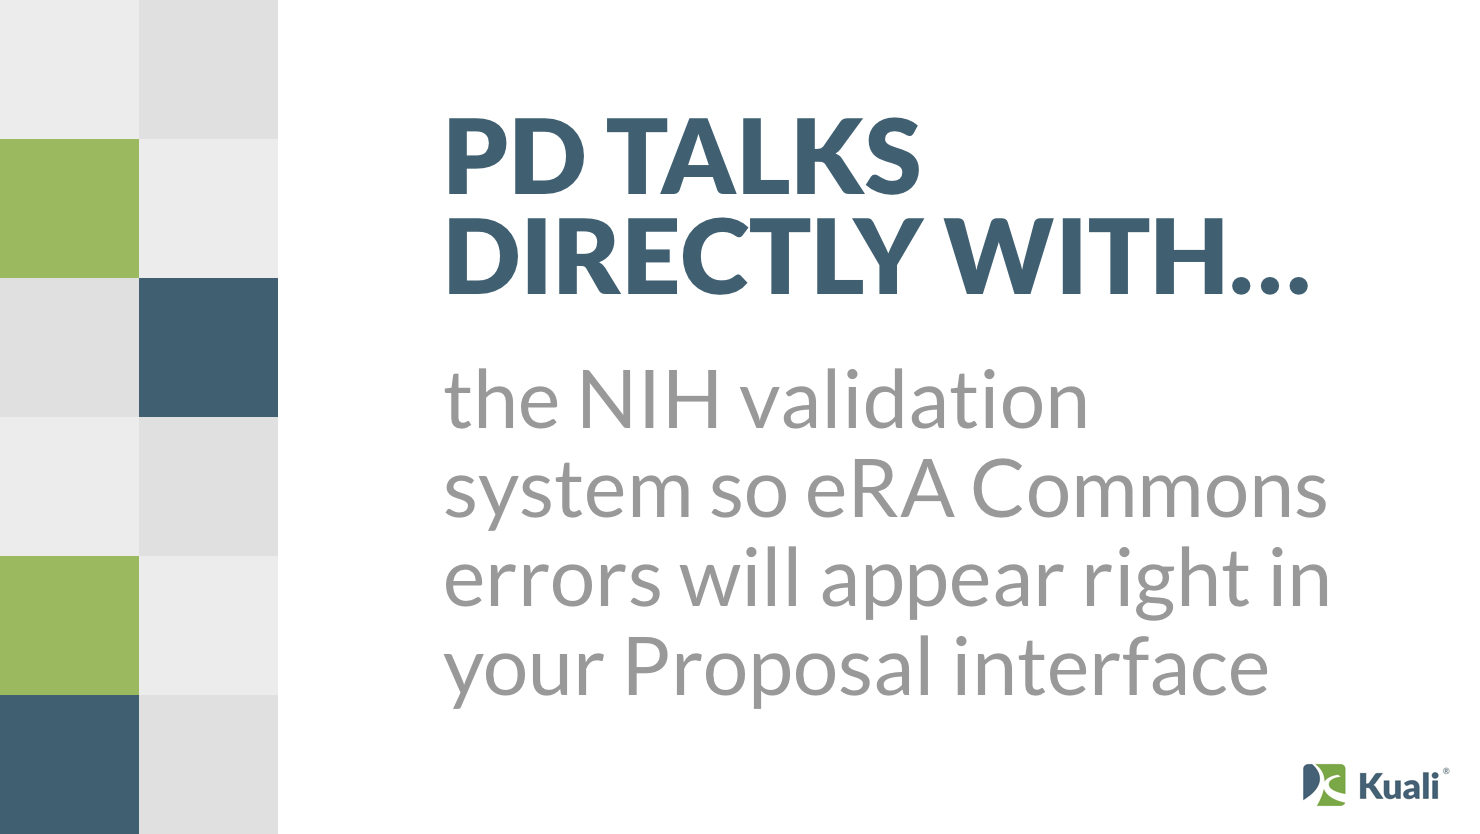 PD TALKS
DIRECTLY WITH...
the NIH validation
system so eRA Commons
errors will appear right in
your Proposal interface
Kuali®